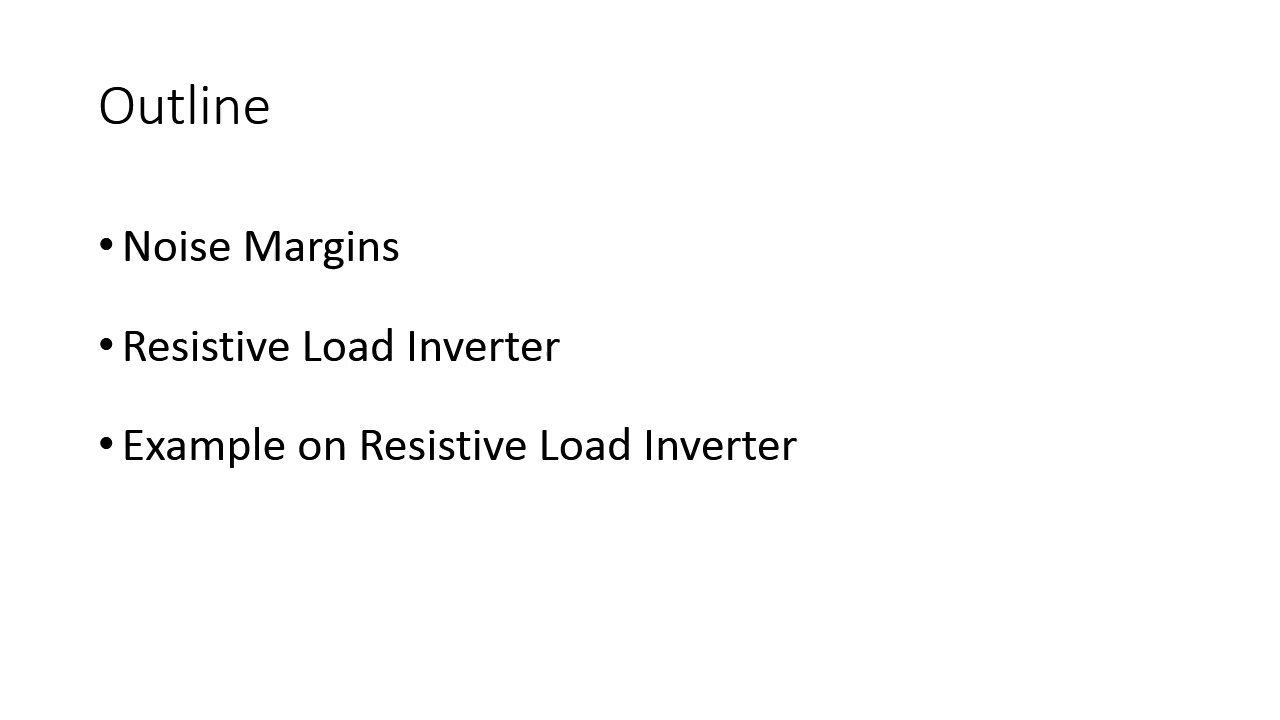 Outline
• Noise Margins
• Resistive Load Inverter
• Example on Resistive Load Inverter